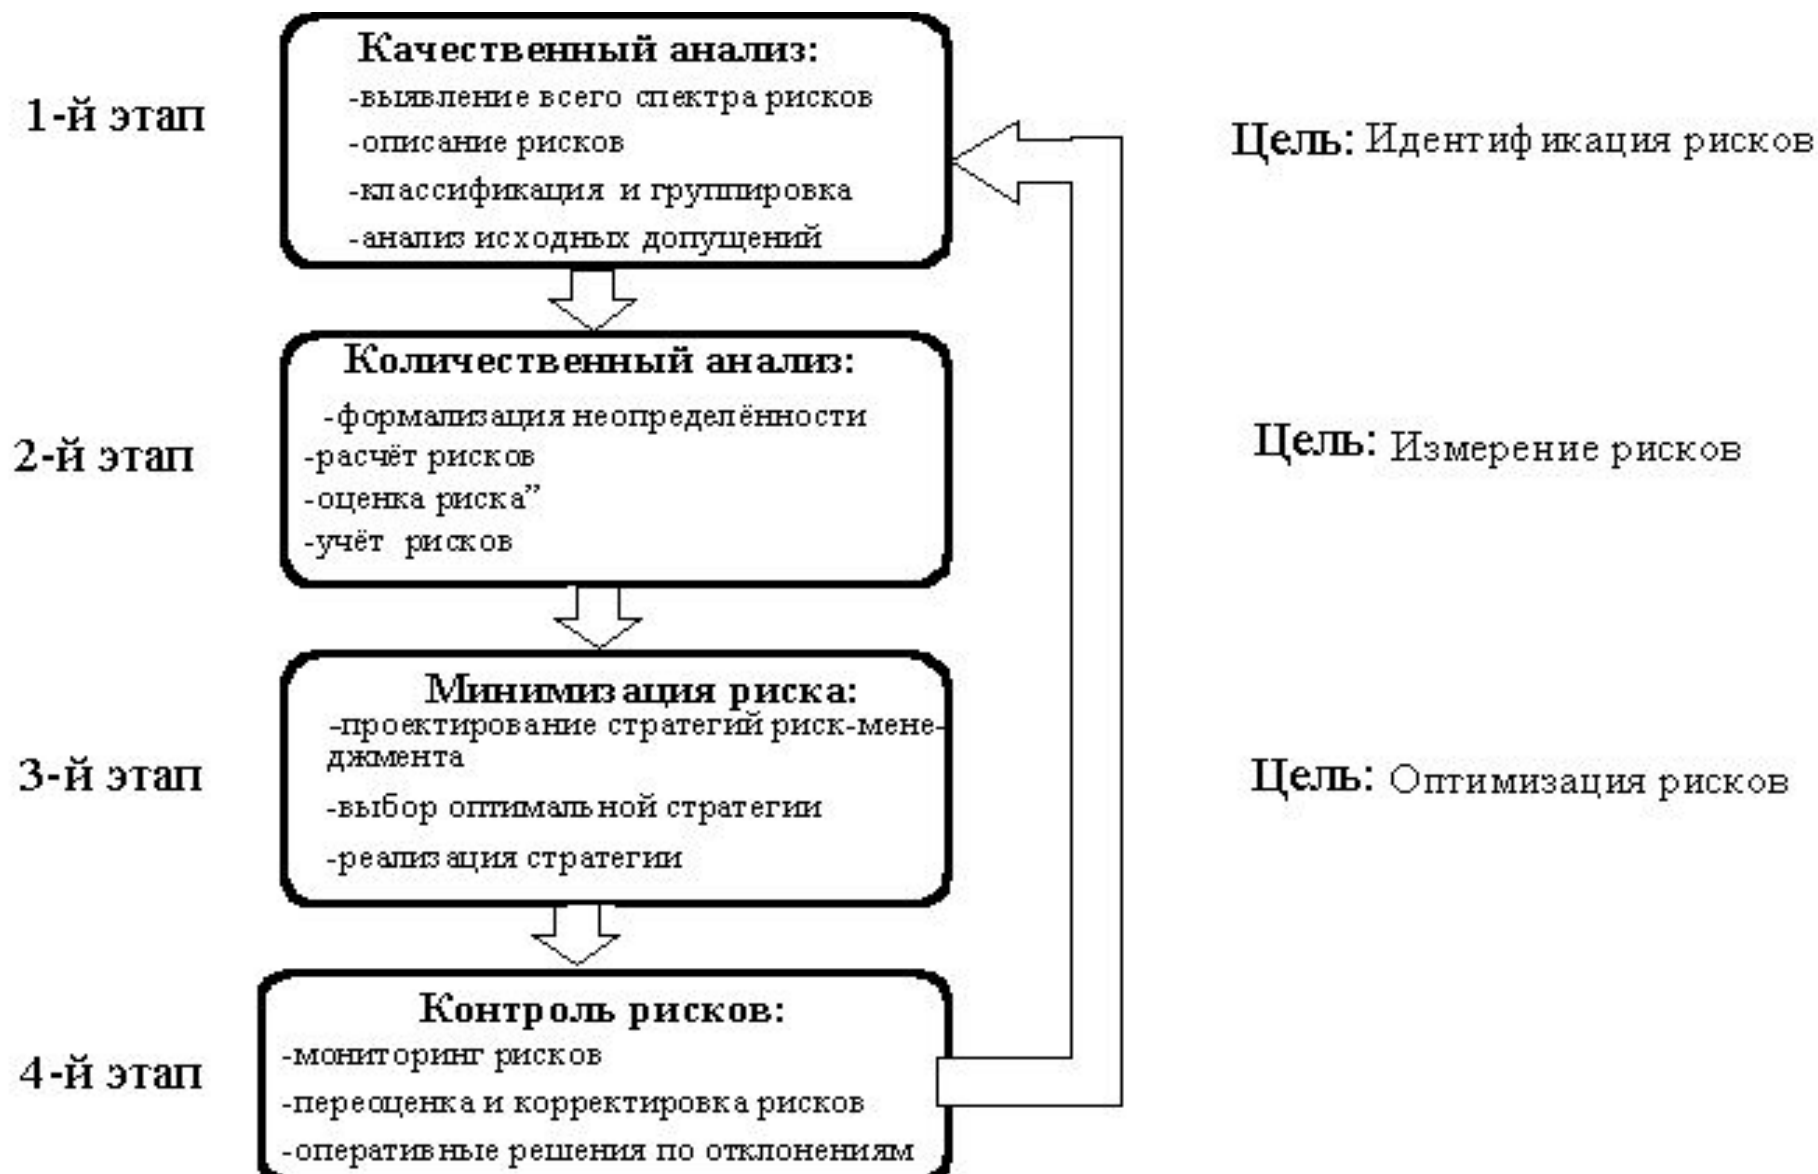 1-й этап
Качественный анализ:
-выявление всего спектра рисков
-описание рисков
-классификация и группировка
-анализ исходных допущений
Цель: Идентификация рисков
2-й этап
Количественный анализ:
-формализация неопределённости
-расчёт рисков
-оценка риска”
-учёт рисков
Цель: Измерение рисков
3-й этап
Минимизация риска:
-проектирование стратегий риск-мене-
джмента
-выбор оптимальной стратегии
-реализация стратегии
Цель: Оптимизация рисков
4-й этап
Контроль рисков:
-мониторинг рисков
-переоценка и корректировка рисков
-оперативные решения по отклонениям